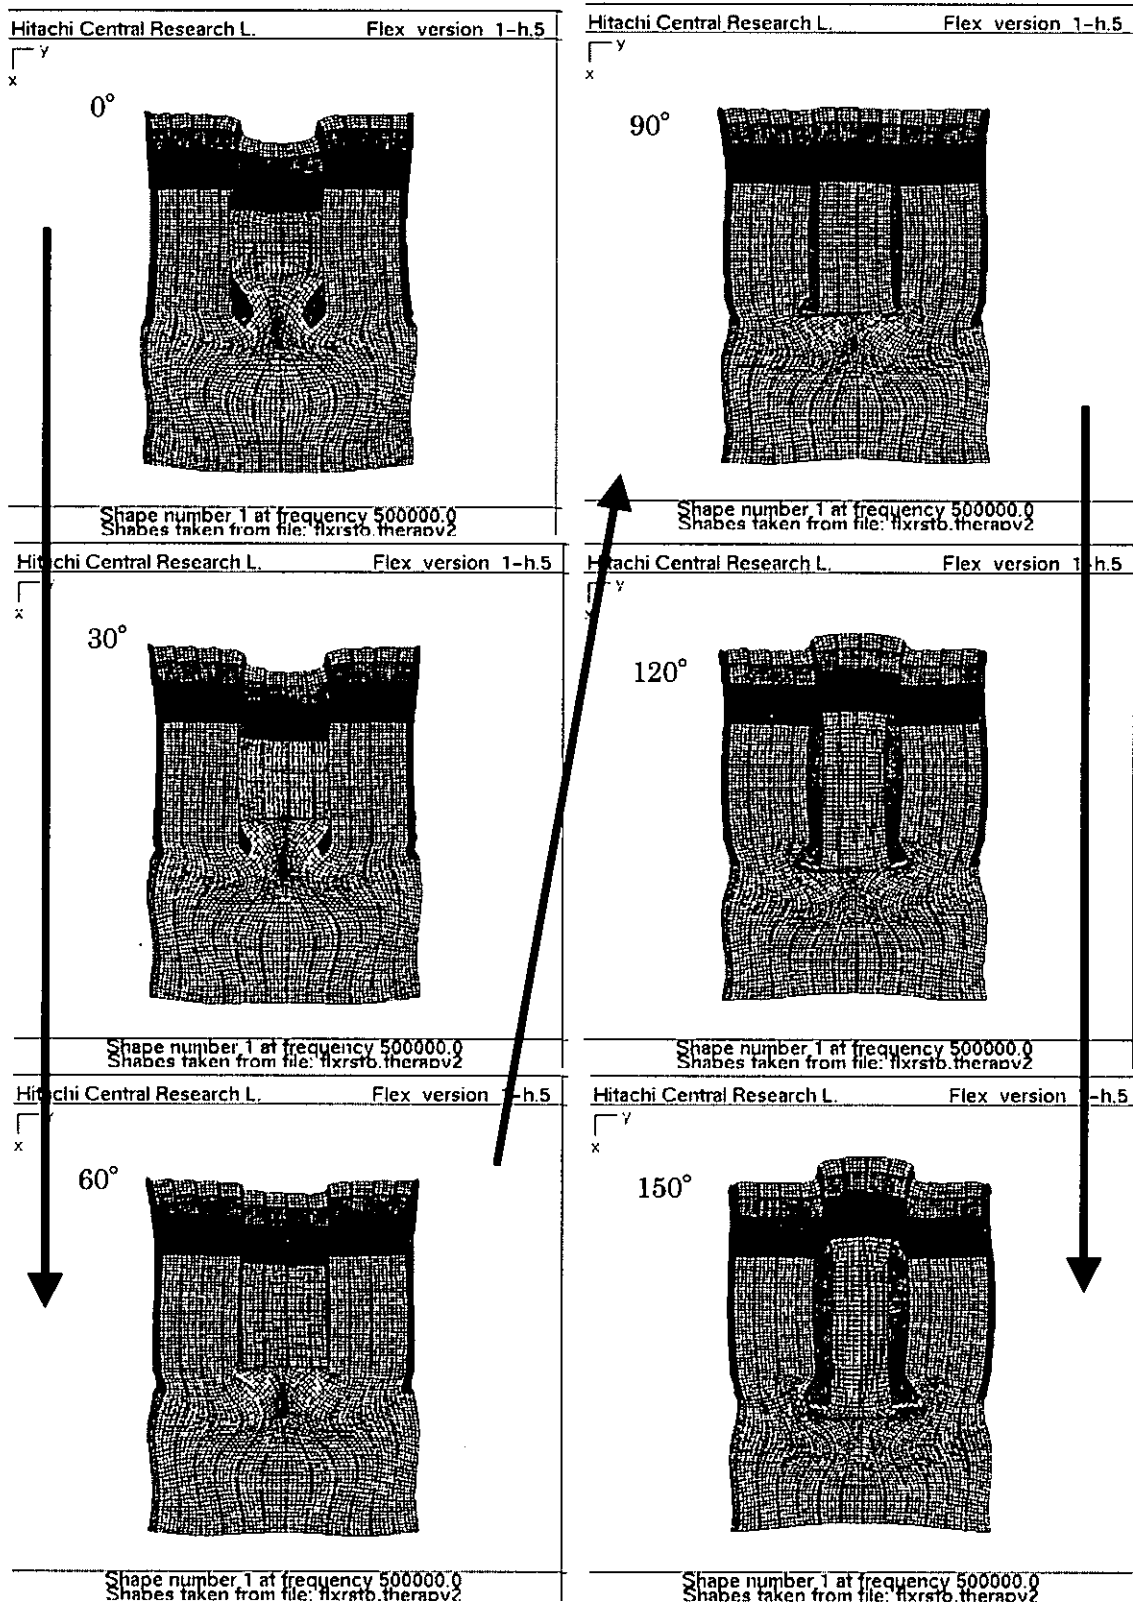 Hitachi Central Research L. Flex version 1-h.5
y
x
0°
Shape number 1 at frequency 500000.0
Shapes taken from file: flxrsto.therapy2
Hitachi Central Research L. Flex version 1-h.5
y
x
30°
Shape number 1 at frequency 500000.0
Shapes taken from file: flxrsto.therapy2
Hitachi Central Research L. Flex version 1-h.5
y
x
60°
Shape number 1 at frequency 500000.0
Shapes taken from file: flxrsto.therapy2
Hitachi Central Research L. Flex version 1-h.5
y
x
90°
Shape number 1 at frequency 500000.0
Shapes taken from file: flxrsto.therapy2
Hitachi Central Research L. Flex version 1-h.5
y
x
120°
Shape number 1 at frequency 500000.0
Shapes taken from file: flxrsto.therapy2
Hitachi Central Research L. Flex version 1-h.5
y
x
150°
Shape number 1 at frequency 500000.0
Shapes taken from file: flxrsto.therapy2